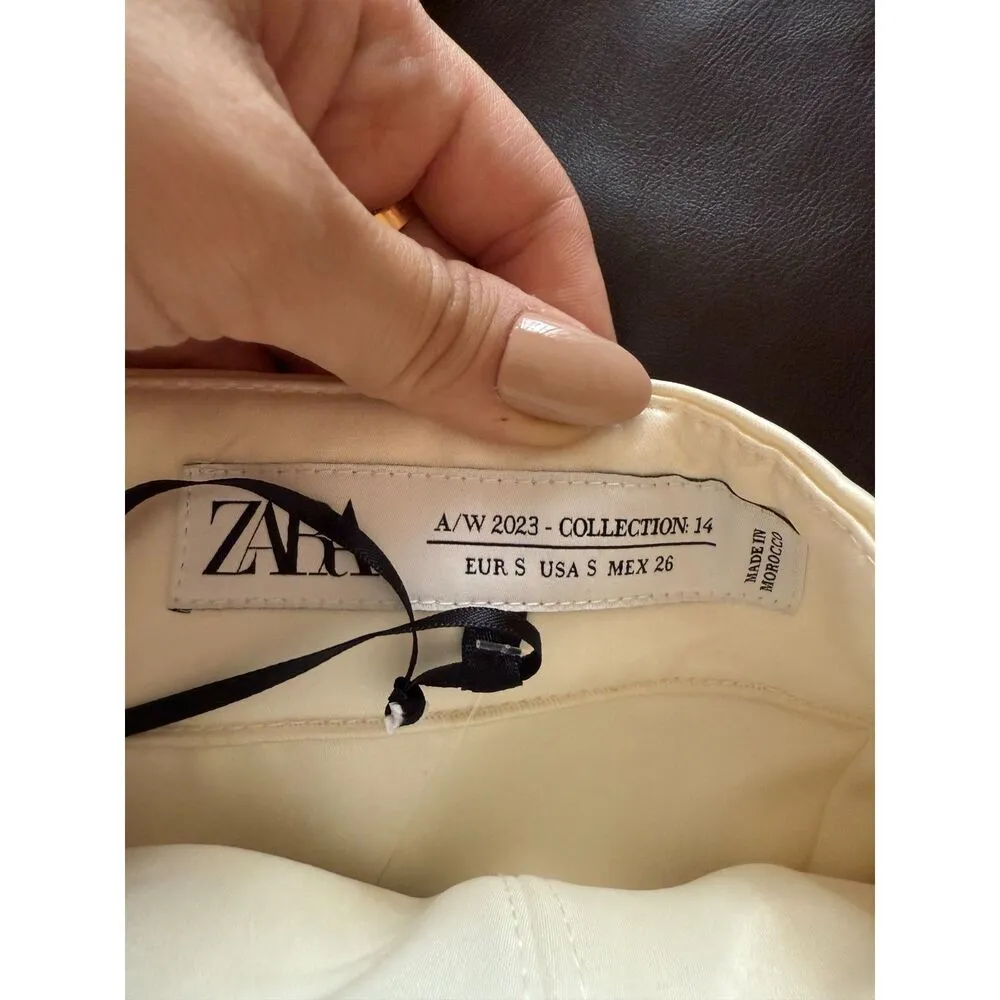 ZARA
A/W 2023 - COLLECTION: 14
EUR S USA S MEX 26
MADE IN
MOROCCO